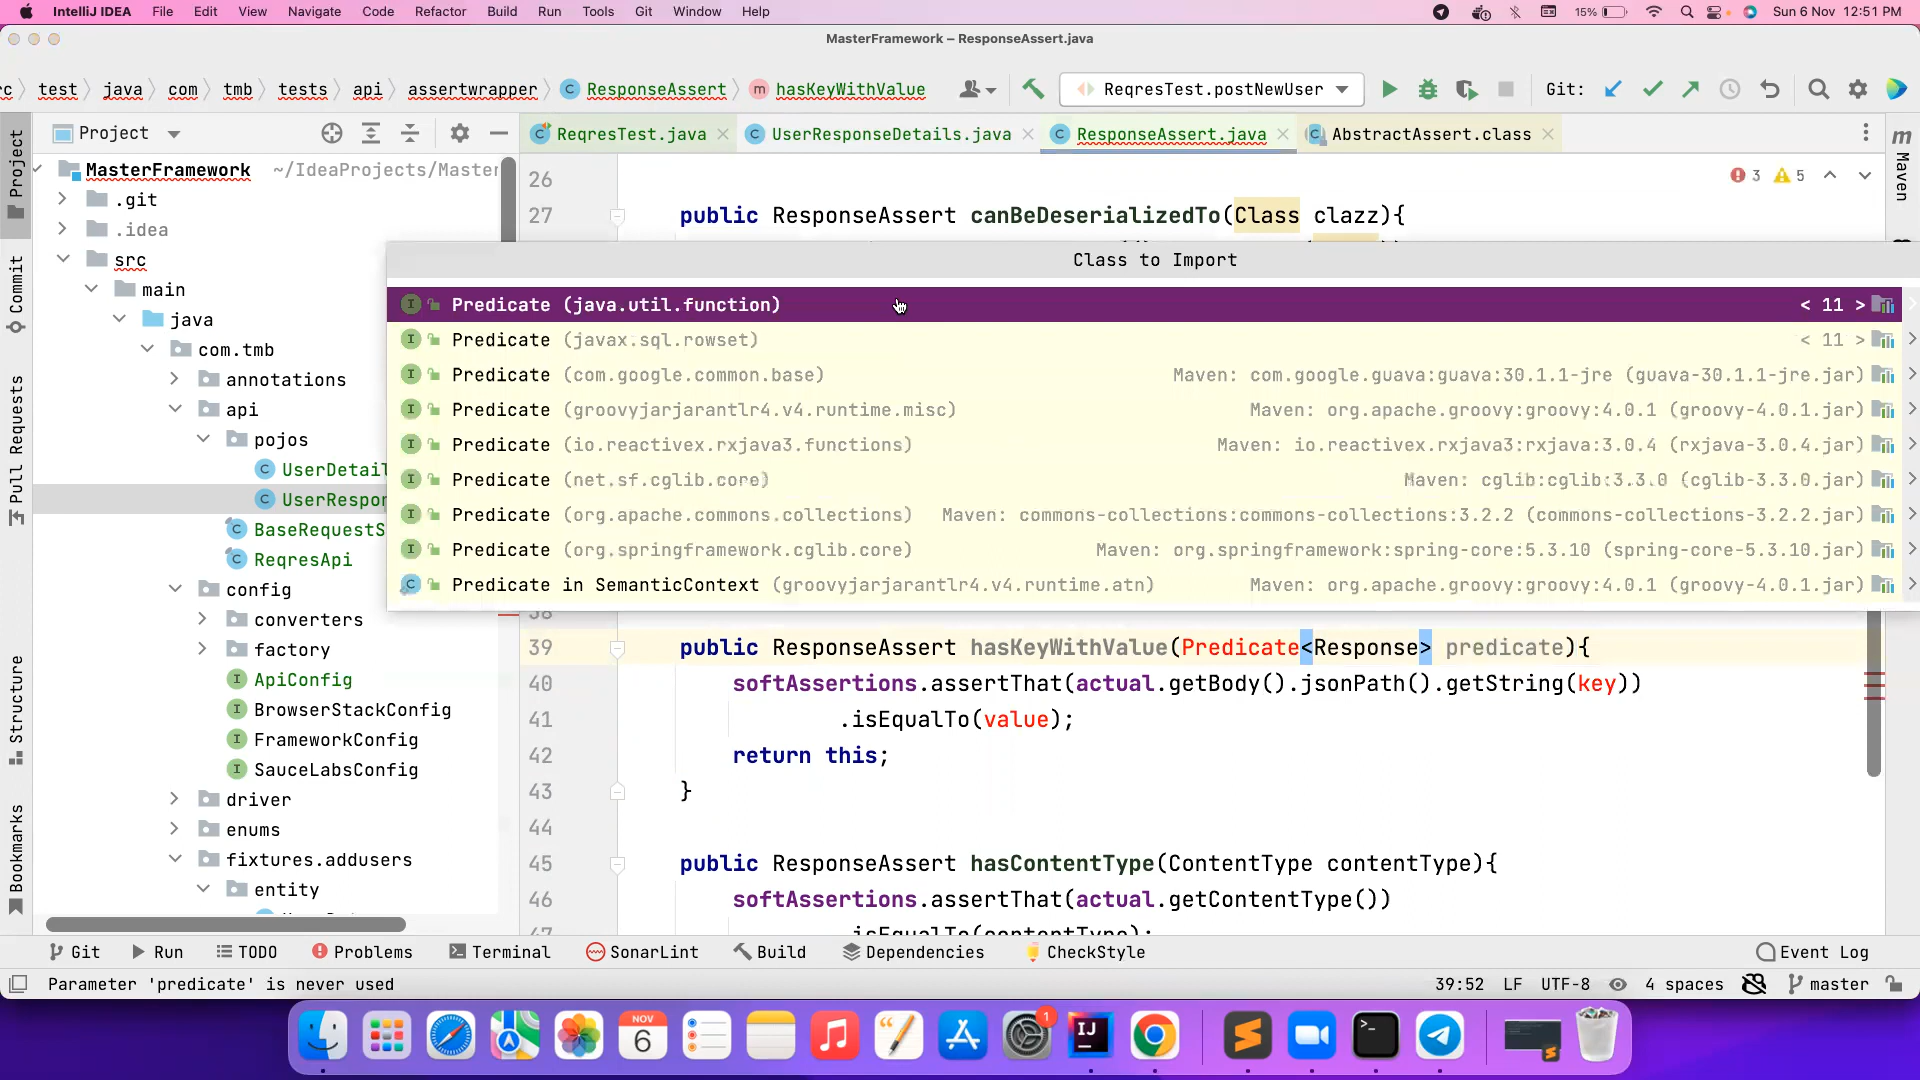 IntelliJ IDEA File Edit View Navigate Code Refactor Build Run Tools Git Window Help 15% Sun 6 Nov 12:51 PM
MasterFramework – ResponseAssert.java
rc test java com tmb tests api assertwrapper ResponseAssert hasKeyWithValue ReqresTest.postNewUser Git:
Project ReqresTest.java UserResponseDetails.java ResponseAssert.java AbstractAssert.class
MasterFramework ~/IdeaProjects/Master
.git
.idea
src
main
java
com.tmb
annotations
api
pojos
UserDetail
UserRespon
BaseRequestS
ReqresApi
config
converters
factory
ApiConfig
BrowserStackConfig
FrameworkConfig
SauceLabsConfig
driver
enums
fixtures.addusers
entity
Project
Commit
Pull Requests
Structure
Bookmarks
Maven
3 5
26
27 public ResponseAssert canBeDeserializedTo(Class clazz){
Class to Import
Predicate (java.util.function) < 11 >
Predicate (javax.sql.rowset) < 11 >
Predicate (com.google.common.base) Maven: com.google.guava:guava:30.1.1-jre (guava-30.1.1-jre.jar)
Predicate (groovyjarjarantlr4.v4.runtime.misc) Maven: org.apache.groovy:groovy:4.0.1 (groovy-4.0.1.jar)
Predicate (io.reactivex.rxjava3.functions) Maven: io.reactivex.rxjava3:rxjava:3.0.4 (rxjava-3.0.4.jar)
Predicate (net.sf.cglib.core) Maven: cglib:cglib:3.3.0 (cglib-3.3.0.jar)
Predicate (org.apache.commons.collections) Maven: commons-collections:commons-collections:3.2.2 (commons-collections-3.2.2.jar)
Predicate (org.springframework.cglib.core) Maven: org.springframework:spring-core:5.3.10 (spring-core-5.3.10.jar)
Predicate in SemanticContext (groovyjarjarantlr4.v4.runtime.atn) Maven: org.apache.groovy:groovy:4.0.1 (groovy-4.0.1.jar)
38
39 public ResponseAssert hasKeyWithValue(Predicate<Response> predicate){
40 softAssertions.assertThat(actual.getBody().jsonPath().getString(key))
41 .isEqualTo(value);
42 return this;
43 }
44
45 public ResponseAssert hasContentType(ContentType contentType){
46 softAssertions.assertThat(actual.getContentType())
47 .isEqualTo(contentType);
Git Run TODO Problems Terminal SonarLint Build Dependencies CheckStyle Event Log
Parameter 'predicate' is never used 39:52 LF UTF-8 4 spaces master
NOV
6
1
IJ